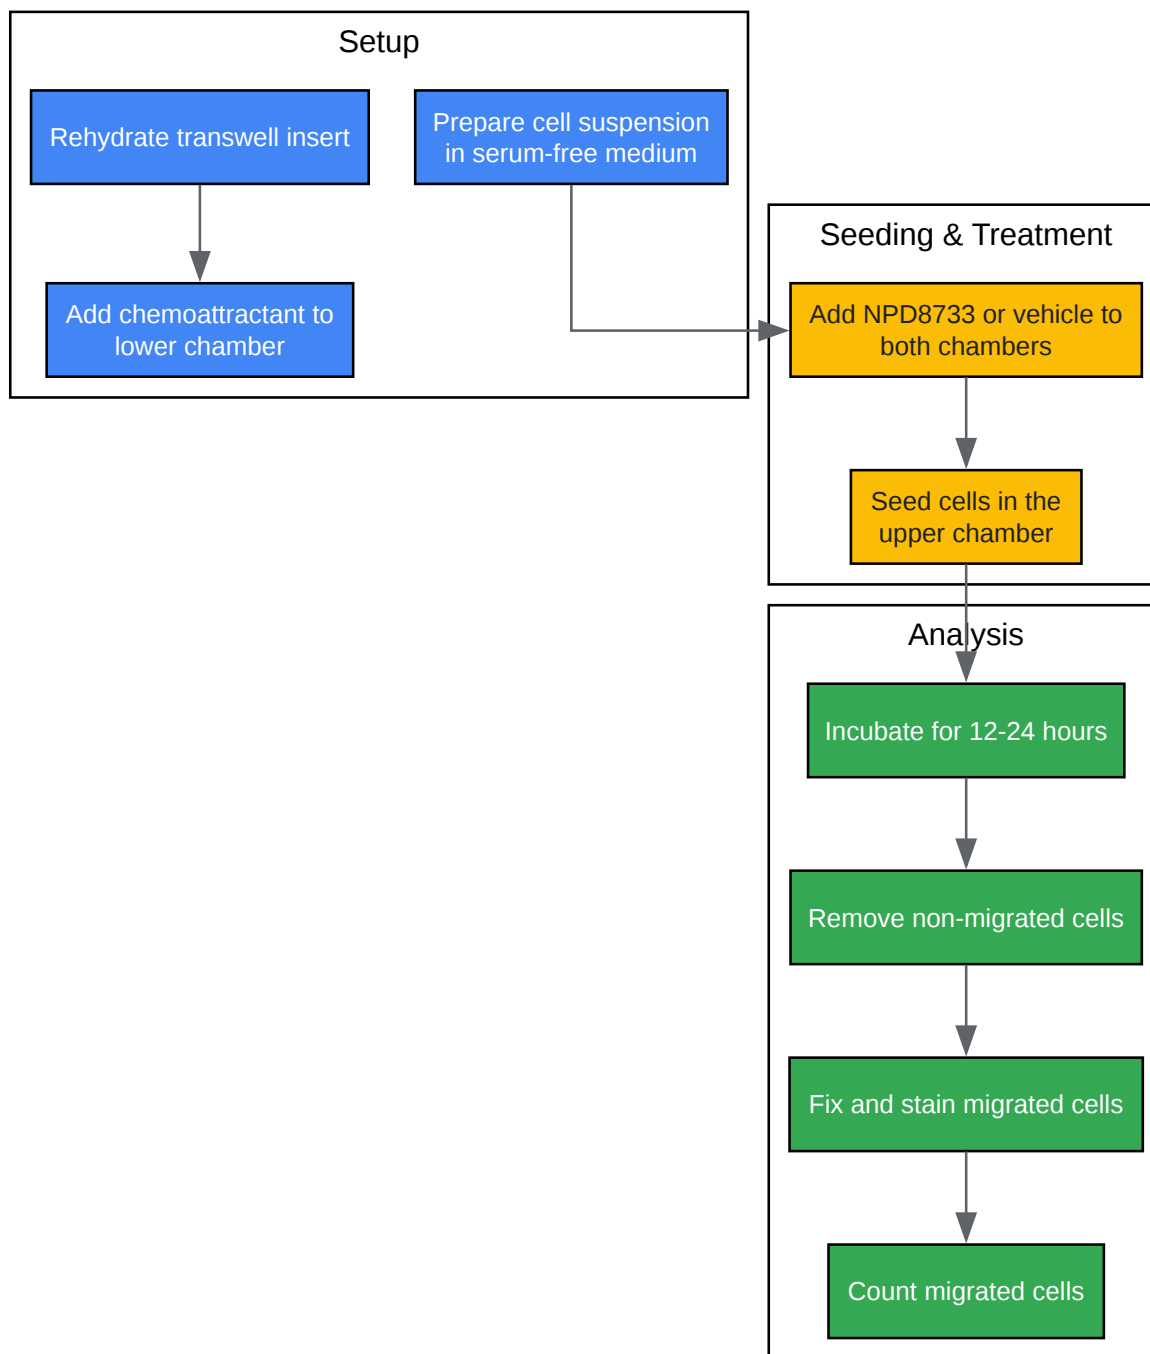 Setup
Rehydrate transwell insert
Prepare cell suspension
in serum-free medium
Add chemoattractant to
lower chamber
Seeding & Treatment
Add NPD8733 or vehicle to
both chambers
Seed cells in the
upper chamber
Analysis
Incubate for 12-24 hours
Remove non-migrated cells
Fix and stain migrated cells
Count migrated cells